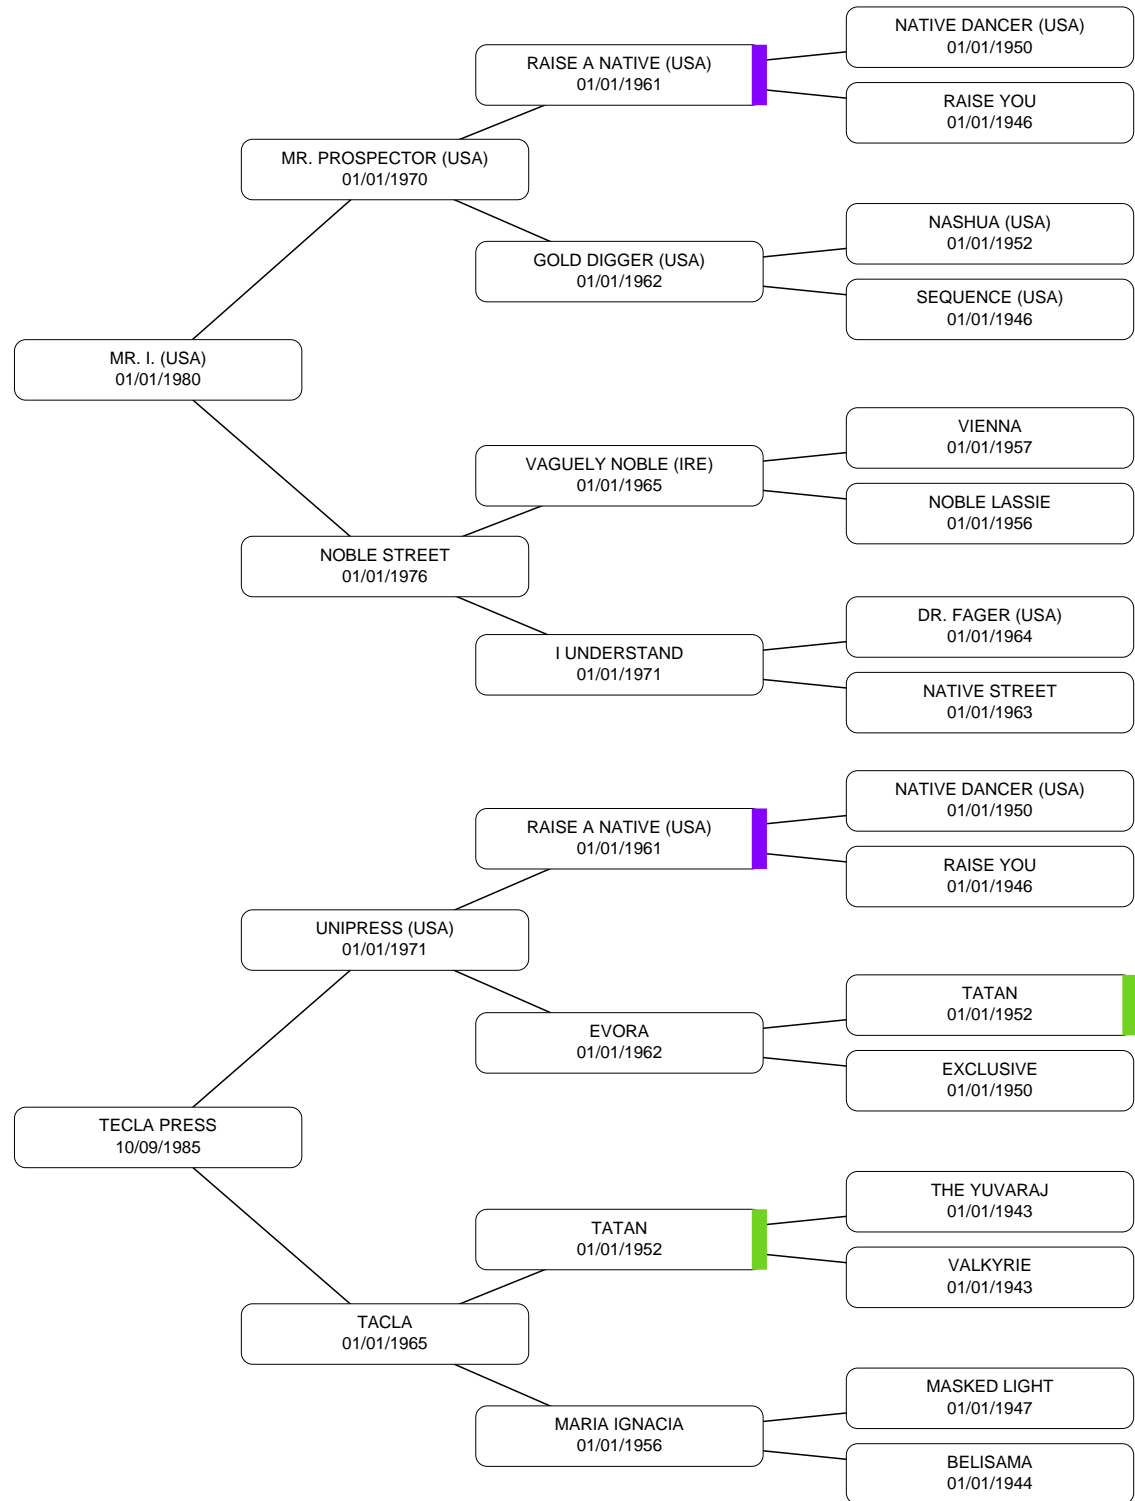 NATIVE DANCER (USA)
01/01/1950
RAISE A NATIVE (USA)
01/01/1961
RAISE YOU
01/01/1946
MR. PROSPECTOR (USA)
01/01/1970
NASHUA (USA)
01/01/1952
GOLD DIGGER (USA)
01/01/1962
SEQUENCE (USA)
01/01/1946
MR. I. (USA)
01/01/1980
VIENNA
01/01/1957
VAGUELY NOBLE (IRE)
01/01/1965
NOBLE LASSIE
01/01/1956
NOBLE STREET
01/01/1976
DR. FAGER (USA)
01/01/1964
I UNDERSTAND
01/01/1971
NATIVE STREET
01/01/1963
NATIVE DANCER (USA)
01/01/1950
RAISE A NATIVE (USA)
01/01/1961
RAISE YOU
01/01/1946
UNIPRESS (USA)
01/01/1971
TATAN
01/01/1952
EVORA
01/01/1962
EXCLUSIVE
01/01/1950
TECLA PRESS
10/09/1985
THE YUVARAJ
01/01/1943
TATAN
01/01/1952
VALKYRIE
01/01/1943
TACLA
01/01/1965
MASKED LIGHT
01/01/1947
MARIA IGNACIA
01/01/1956
BELISAMA
01/01/1944